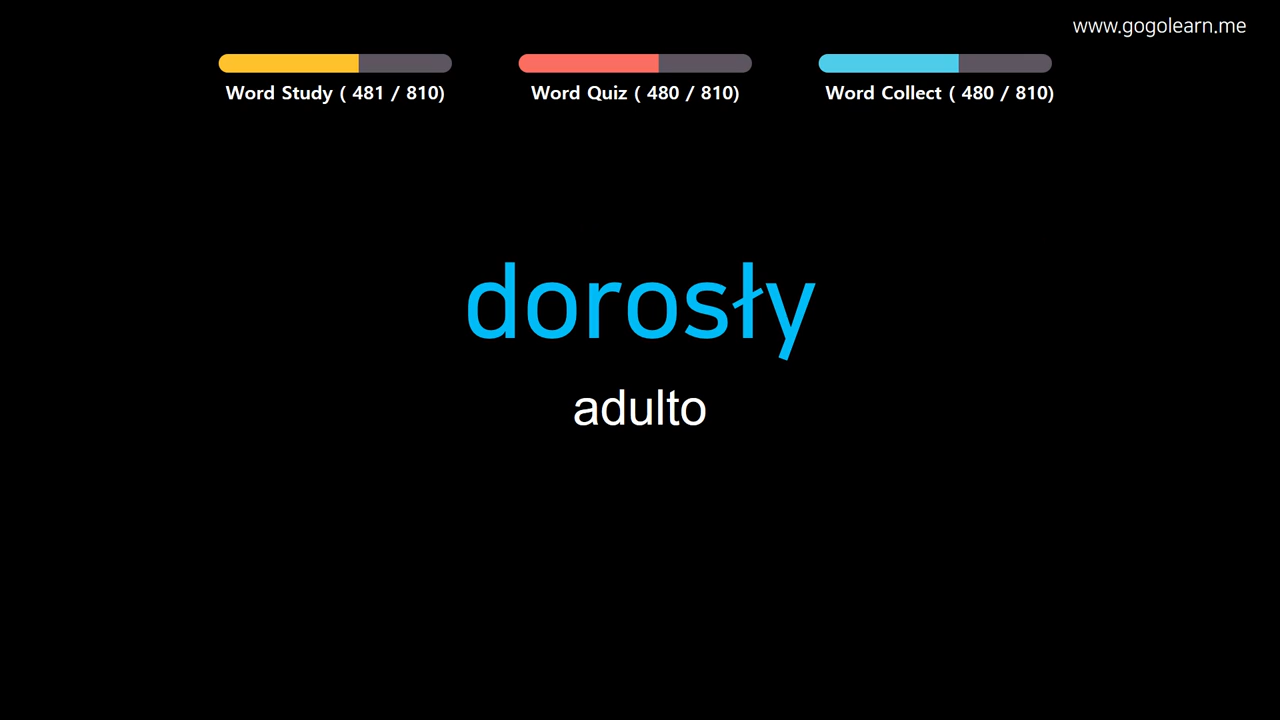 www.gogolearn.me
Word Study ( 481 / 810)
Word Quiz ( 480 / 810)
Word Collect ( 480 / 810)
dorosły
adulto